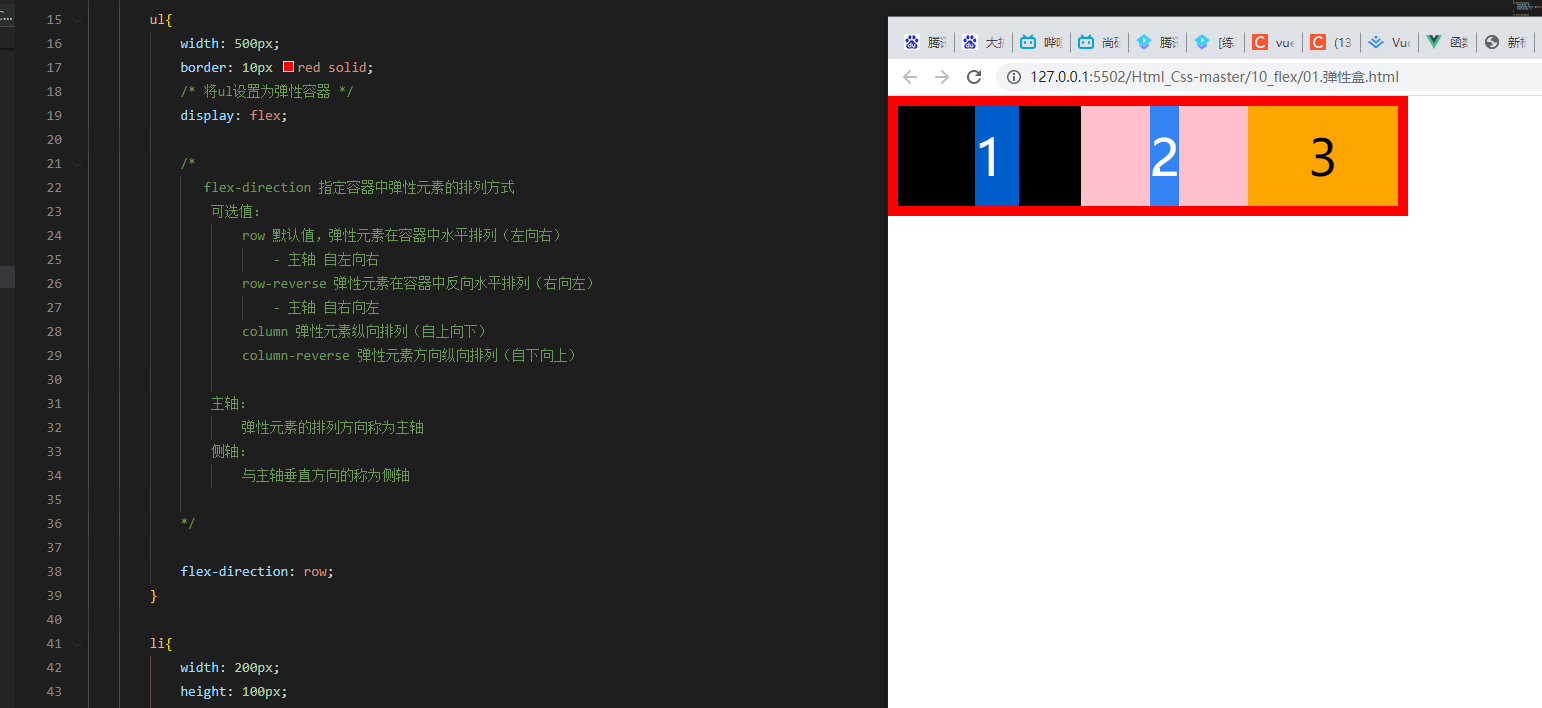 15 ul{
16 width: 500px;
17 border: 10px red solid;
18 /* 将ul设置为弹性容器 */
19 display: flex;
20
21 /*
22 flex-direction 指定容器中弹性元素的排列方式
23 可选值:
24 row 默认值,弹性元素在容器中水平排列(左向右)
25 - 主轴 自左向右
26 row-reverse 弹性元素在容器中反向水平排列(右向左)
27 - 主轴 自右向左
28 column 弹性元素纵向排列(自上向下)
29 column-reverse 弹性元素方向纵向排列(自下向上)
30
31 主轴:
32 弹性元素的排列方向称为主轴
33 侧轴:
34 与主轴垂直方向的称为侧轴
35
36 */
37
38 flex-direction: row;
39 }
40
41 li{
42 width: 200px;
43 height: 100px;
腾讯 大 哔哩 尚 腾讯 [练 vue (13 Vu 函数 新
127.0.0.1:5502/Html_Css-master/10_flex/01.弹性盒.html
1 2 3